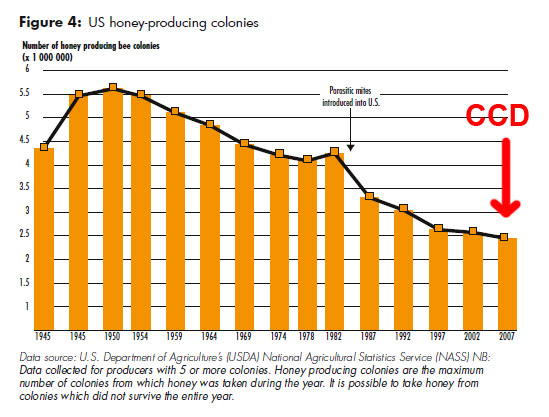 Figure 4: US honey-producing colonies
Number of honey producing bee colonies
(x 1 000 000)
6
5.5
5
4.5
4
3.5
3
2.5
2
1.5
1
Parasitic mites
introduced into U.S.
CCD
1945 1945 1950 1954 1959 1964 1969 1974 1978 1982 1987 1992 1997 2002 2007
Data source: U.S. Department of Agriculture's (USDA) National Agricultural Statistics Service (NASS) NB:
Data collected for producers with 5 or more colonies. Honey producing colonies are the maximum
number of colonies from which honey was taken during the year. It is possible to take honey from
colonies which did not survive the entire year.